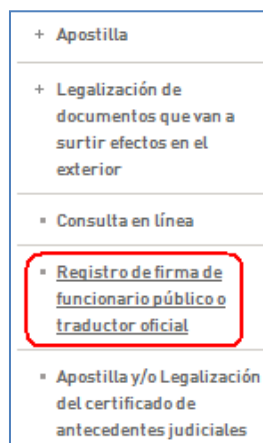 + Apostilla
+ Legalización de
documentos que van a
surtir efectos en el
exterior
▪ Consulta en línea
▪ Registro de firma de
funcionario público o
traductor oficial
▪ Apostilla y/o Legalización
del certificado de
antecedentes judiciales